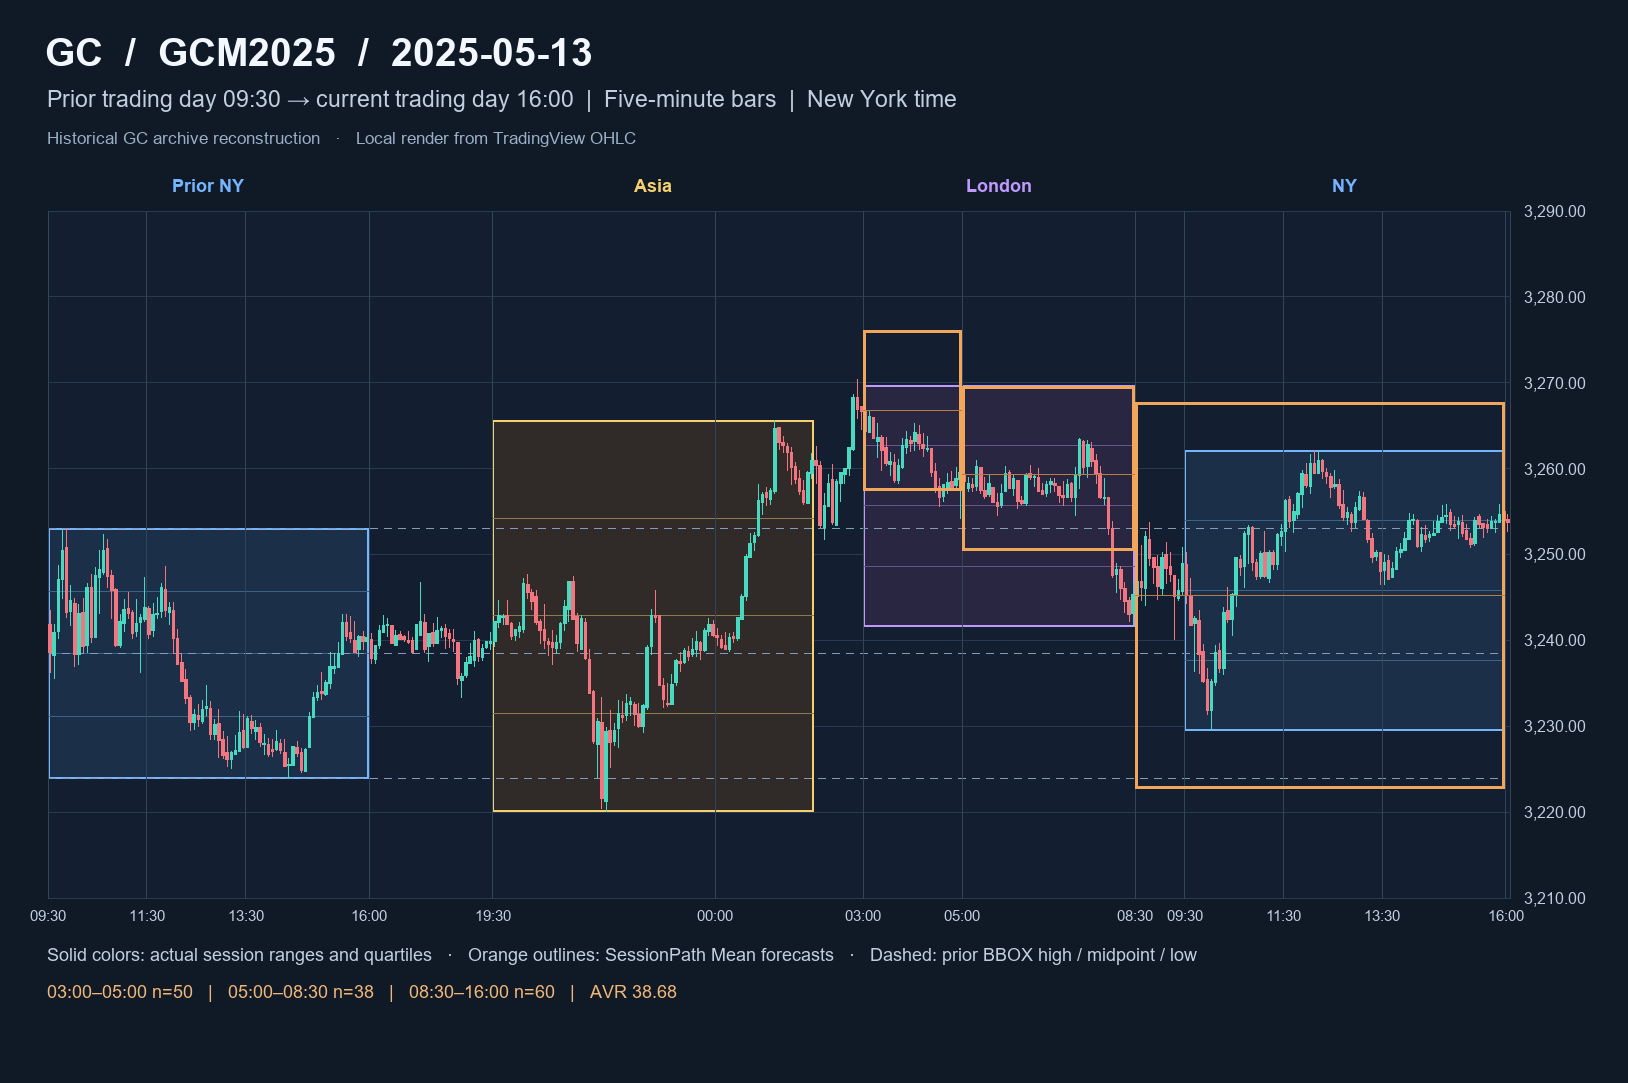 GC / GCM2025 / 2025-05-13
Prior trading day 09:30 → current trading day 16:00 | Five-minute bars | New York time
Historical GC archive reconstruction · Local render from TradingView OHLC
Prior NY Asia London NY
3,290.00
3,280.00
3,270.00
3,260.00
3,250.00
3,240.00
3,230.00
3,220.00
3,210.00
09:30 11:30 13:30 16:00 19:30 00:00 03:00 05:00 08:30 09:30 11:30 13:30 16:00
Solid colors: actual session ranges and quartiles · Orange outlines: SessionPath Mean forecasts · Dashed: prior BBOX high / midpoint / low
03:00–05:00 n=50 | 05:00–08:30 n=38 | 08:30–16:00 n=60 | AVR 38.68